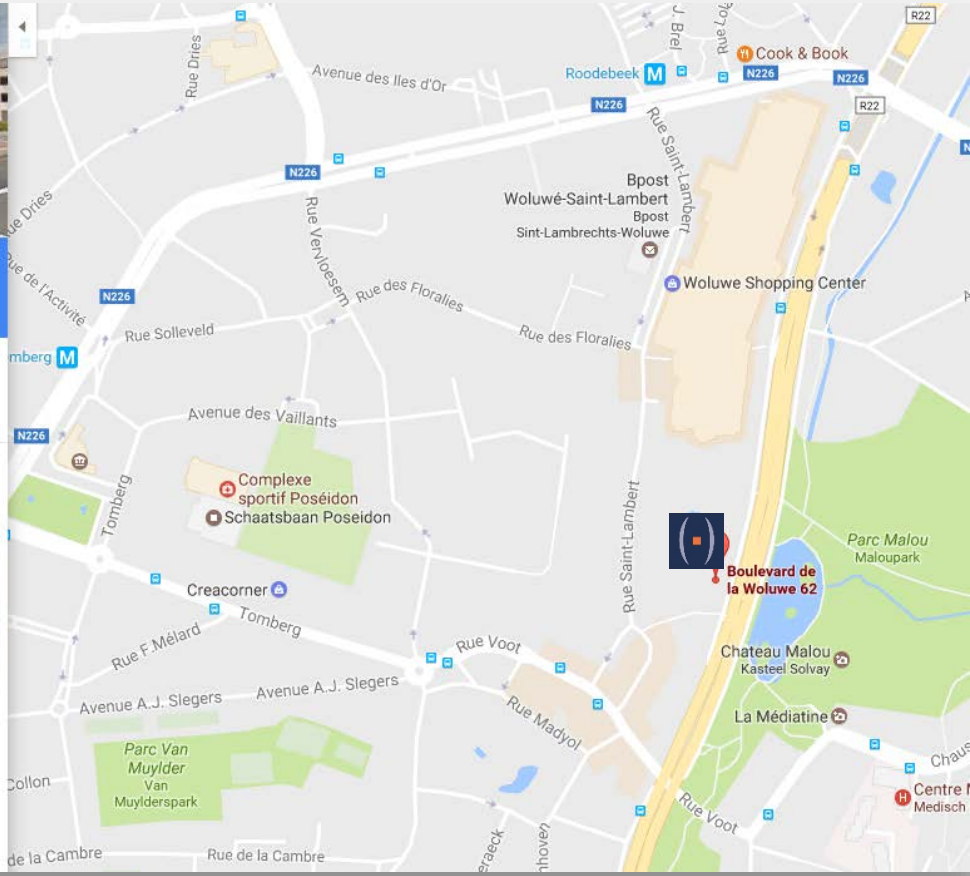 R22
J. Brel
Rue Dries
Cook & Book
Avenue des Iles d'Or
Roodebeek M
N226
N226
N226
R22
Rue Saint-Lambert
N226
Bpost
Woluwé-Saint-Lambert
Bpost
Sint-Lambrechts-Woluwe
Rue Vervloesem
Woluwe Shopping Center
Rue de l'Activité
N226
Rue des Floralies
Rue Solleveld
Rue des Floralies
mberg M
Avenue des Vaillants
N226
Complexe
sportif Poséidon
Schaatsbaan Poseidon
Tomberg
Rue Saint-Lambert
Parc Malou
Maloupark
Boulevard de
la Woluwe 62
Creacorner
Tomberg
Rue F Mélard
Rue Voot
Chateau Malou
Kasteel Solvay
Avenue A.J. Slegers
Avenue A.J. Slegers
Rue Madyol
La Médiatine
Parc Van
Muylder
Van
Muylderspark
Collon
Chaus
Centre
Medisch
H
Rue Voot
de la Cambre
Rue de la Cambre
eraeck
nhoven